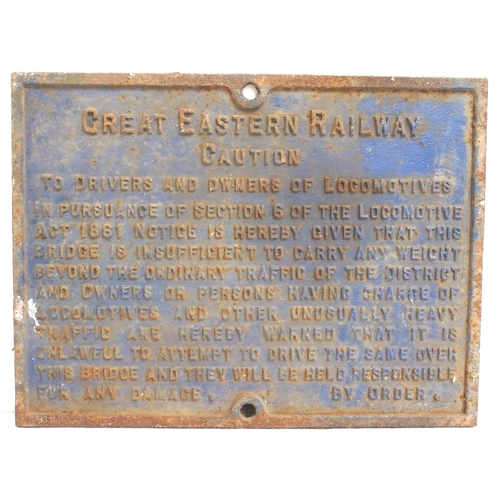 GREAT EASTERN RAILWAY
CAUTION
TO DRIVERS AND OWNERS OF LOCOMOTIVES
IN PURSUANCE OF SECTION 6 OF THE LOCOMOTIVE
ACT 1861 NOTICE IS HEREBY GIVEN THAT THIS
BRIDGE IS INSUFFICIENT TO CARRY ANY WEIGHT
BEYOND THE ORDINARY TRAFFIC OF THE DISTRICT
AND OWNERS OR PERSONS HAVING CHARGE OF
LOCOMOTIVES AND OTHER UNUSUALLY HEAVY
TRAFFIC ARE HEREBY WARNED THAT IT IS
UNLAWFUL TO ATTEMPT TO DRIVE THE SAME OVER
THIS BRIDGE AND THEY WILL BE HELD RESPONSIBLE
FOR ANY DAMAGE. BY ORDER.